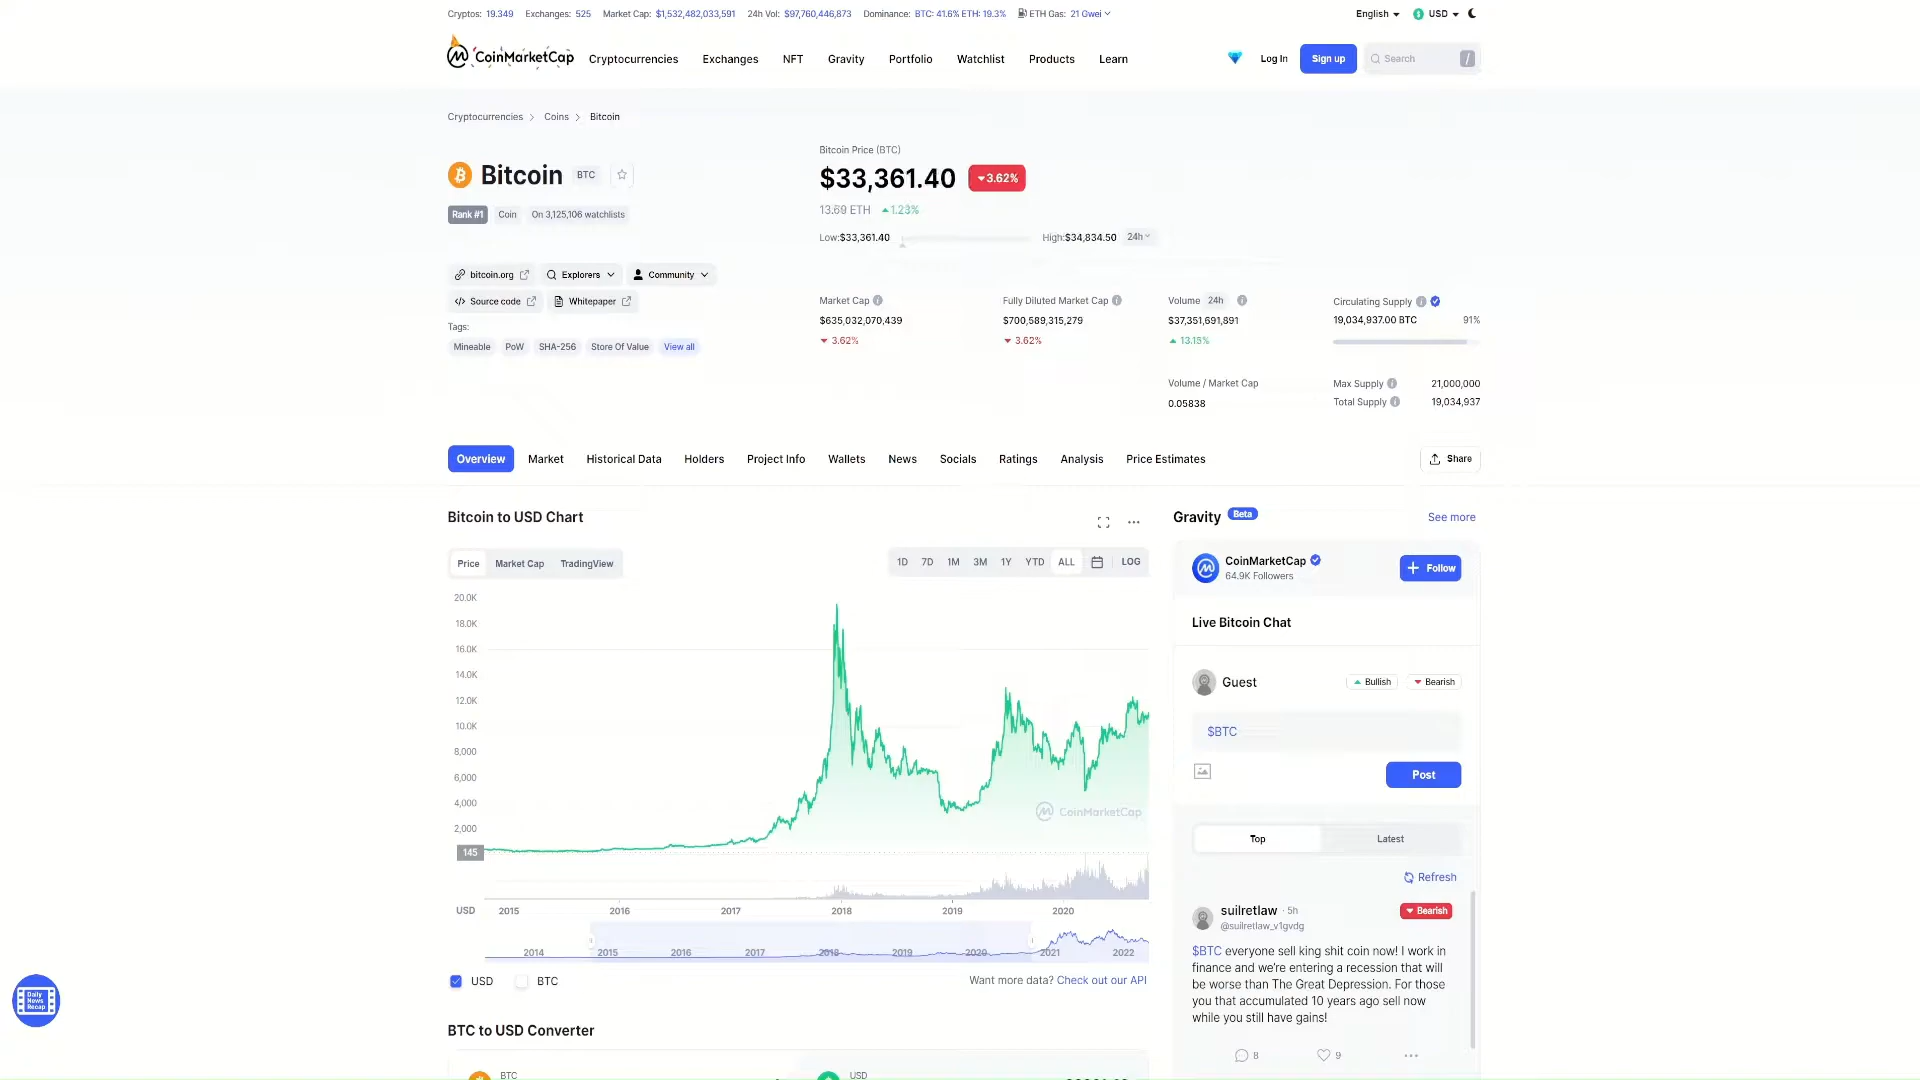 Cryptos: 19.349 Exchanges: 525 Market Cap: $1,532,482,033,591 24h Vol: $97,760,446,873 Dominance: BTC: 41.6% ETH: 19.3% ETH Gas: 21 Gwei
English USD
CoinMarketCap Cryptocurrencies Exchanges NFT Gravity Portfolio Watchlist Products Learn
Log In Sign up Search /
Cryptocurrencies > Coins > Bitcoin
Bitcoin BTC
Rank #1 Coin On 3,125,106 watchlists
bitcoin.org Explorers Community
Source code Whitepaper
Tags:
Mineable PoW SHA-256 Store Of Value View all
Bitcoin Price (BTC)
$33,361.40 3.62%
13.69 ETH 1.23%
Low:$33,361.40 High:$34,834.50 24h
Market Cap
$635,032,070,439
3.62%
Fully Diluted Market Cap
$700,589,315,279
3.62%
Volume 24h
$37,351,691,891
13.15%
Volume / Market Cap
0.05838
Circulating Supply
19,034,937.00 BTC 91%
Max Supply 21,000,000
Total Supply 19,034,937
Overview Market Historical Data Holders Project Info Wallets News Socials Ratings Analysis Price Estimates Share
Bitcoin to USD Chart
Price Market Cap TradingView
1D 7D 1M 3M 1Y YTD ALL LOG
20.0K
18.0K
16.0K
14.0K
12.0K
10.0K
8,000
6,000
4,000
2,000
145
CoinMarketCap
USD 2015 2016 2017 2018 2019 2020
2014 2015 2016 2017 2018 2019 2020 2021 2022
USD BTC
Want more data? Check out our API
BTC to USD Converter
BTC USD
Gravity Beta See more
CoinMarketCap
64.9K Followers
+ Follow
Live Bitcoin Chat
Guest Bullish Bearish
$BTC
Post
Top Latest
Refresh
suilretlaw · 5h Bearish
@suilretlaw_v1gvdg
$BTC everyone sell king shit coin now! I work in
finance and we're entering a recession that will
be worse than The Great Depression. For those
you that accumulated 10 years ago sell now
while you still have gains!
8 9
Daily
News
Recap